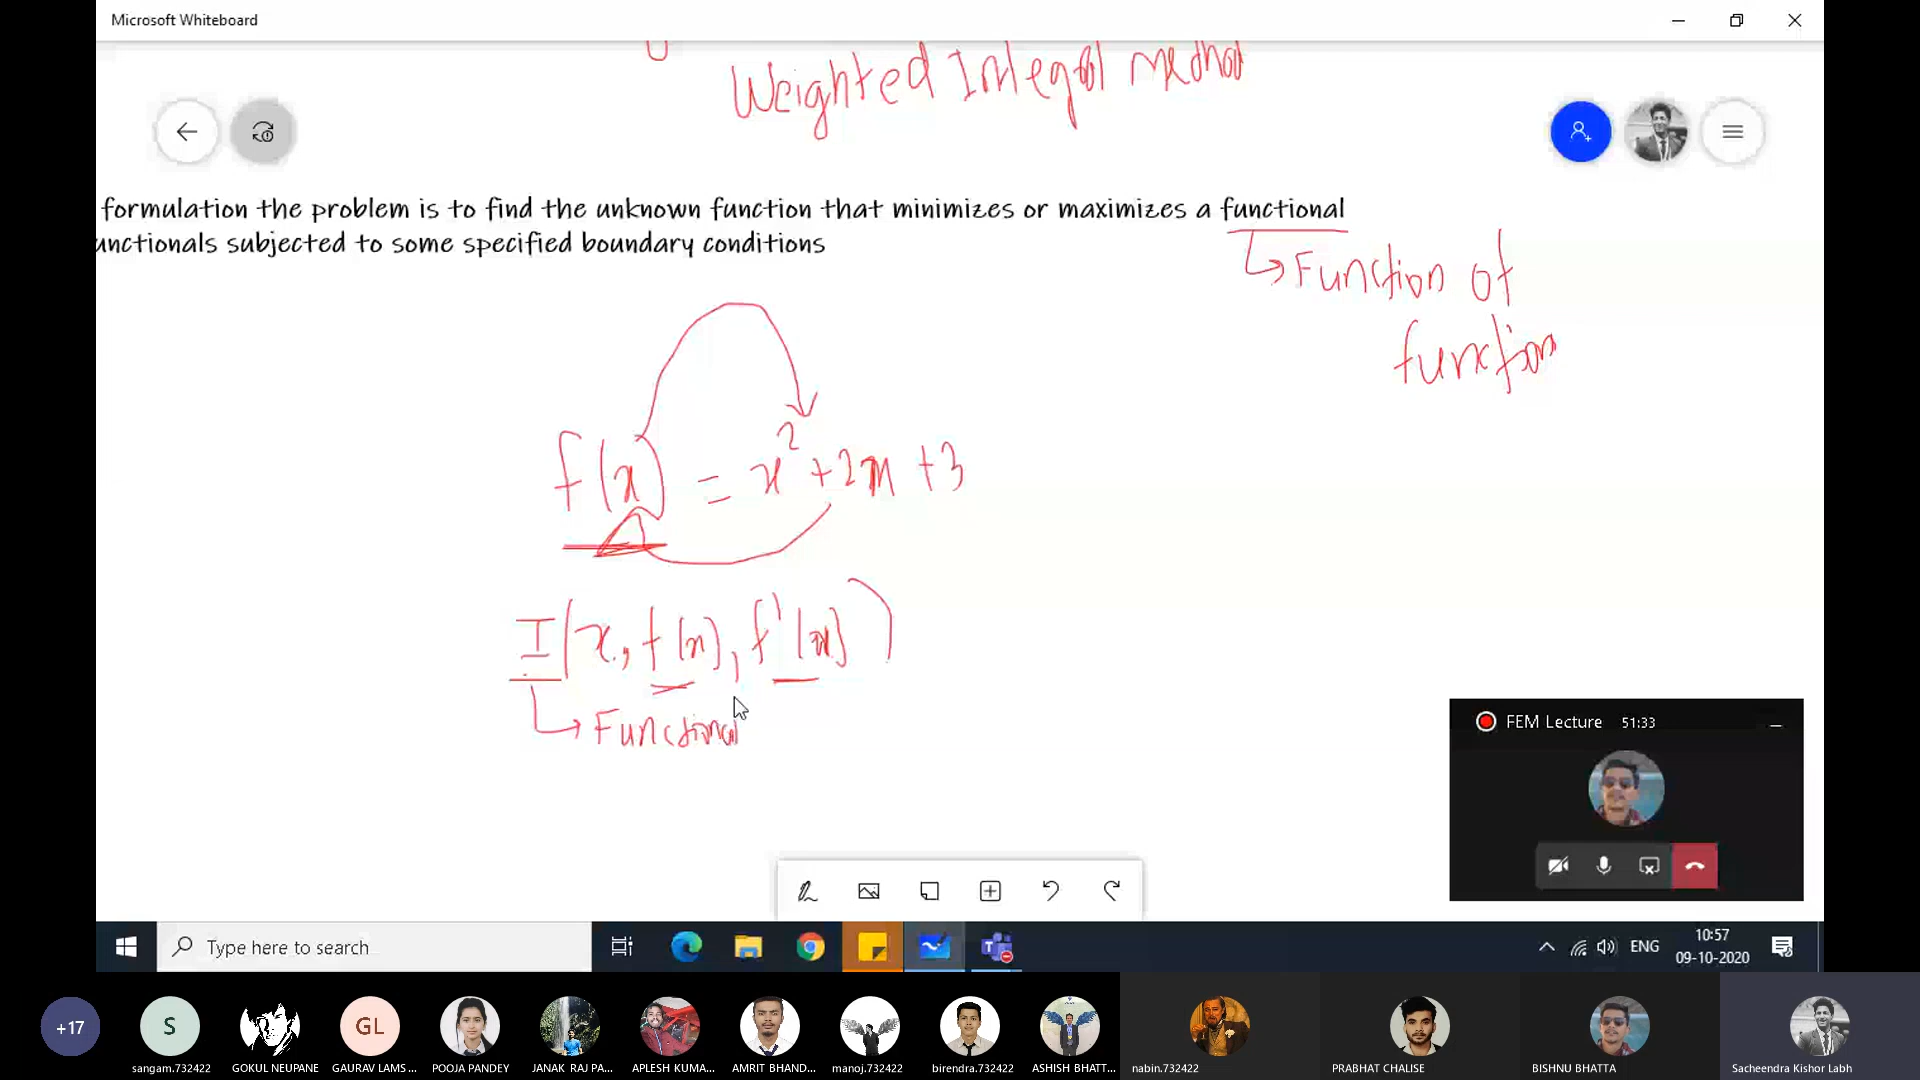 Microsoft Whiteboard
Weighted Integral Method
formulation the problem is to find the unknown function that minimizes or maximizes a functional
unctionals subjected to some specified boundary conditions
Function of
function
f(x) = x² + 2x + 3
I(x, f(x), f'(x))
Functional
FEM Lecture 51:33
Type here to search
ENG
10:57
09-10-2020
+17
S
GL
sangam.732422
GOKUL NEUPANE
GAURAV LAMS ...
POOJA PANDEY
JANAK RAJ PA...
APLESH KUMA...
AMRIT BHAND...
manoj.732422
birendra.732422
ASHISH BHATT...
nabin.732422
PRABHAT CHALISE
BISHNU BHATTA
Sacheendra Kishor Labh